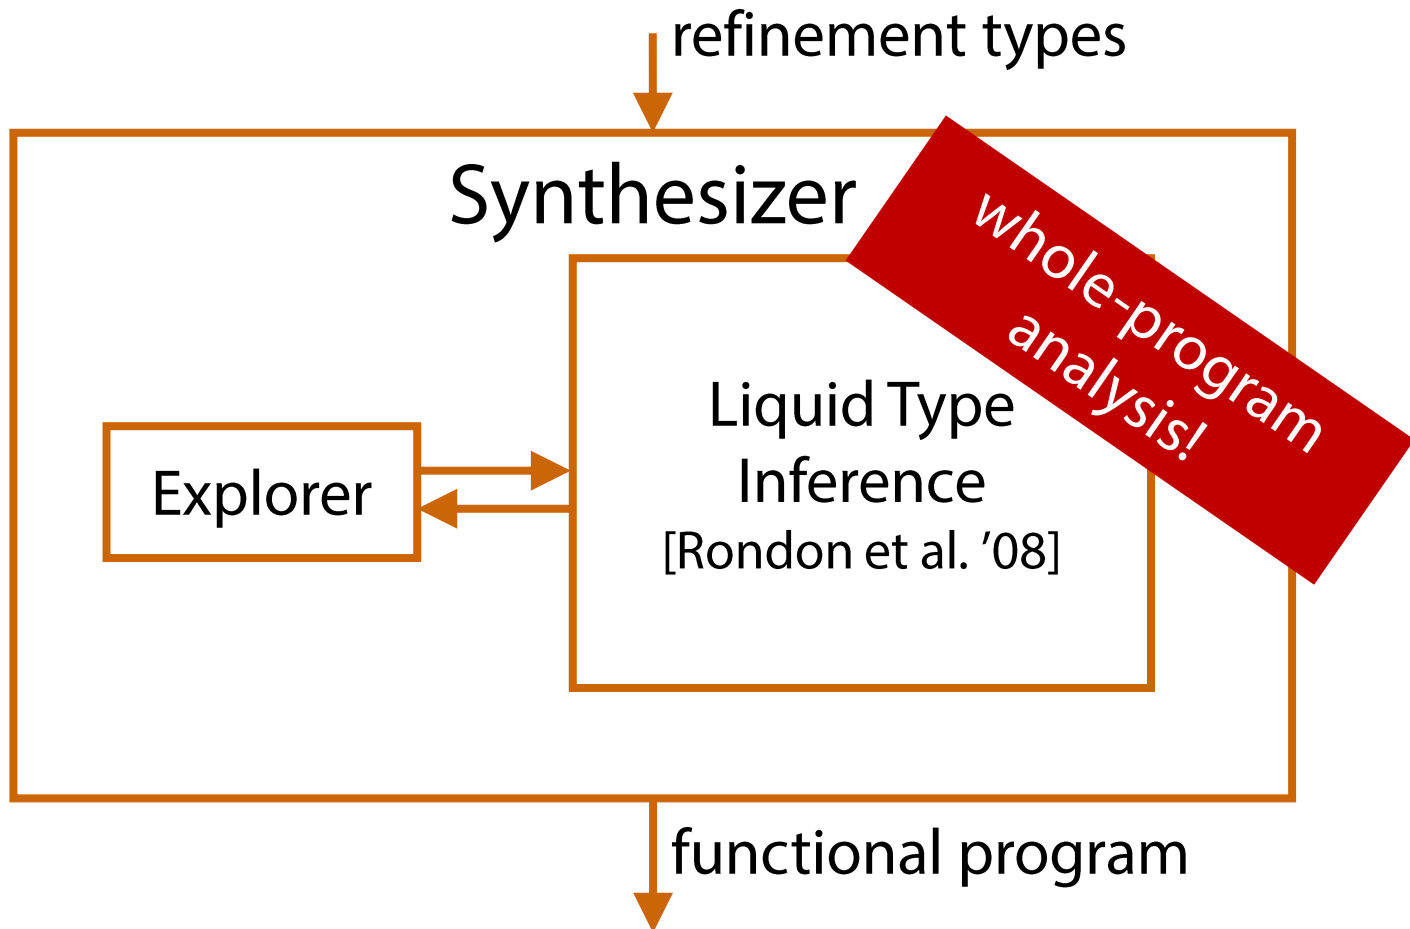 refinement types
Synthesizer
whole-program
analysis!
Liquid Type
Inference
[Rondon et al. ’08]
Explorer
functional program